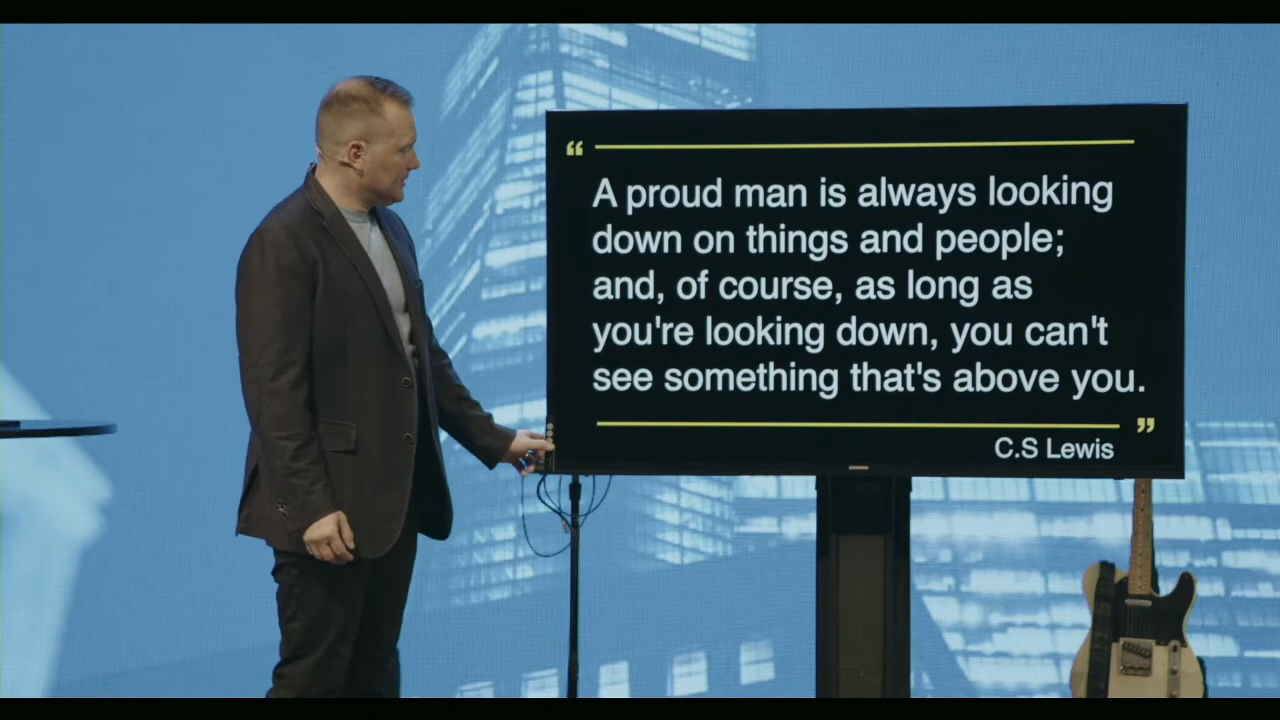 “
A proud man is always looking
down on things and people;
and, of course, as long as
you're looking down, you can't
see something that's above you.
”
C.S Lewis